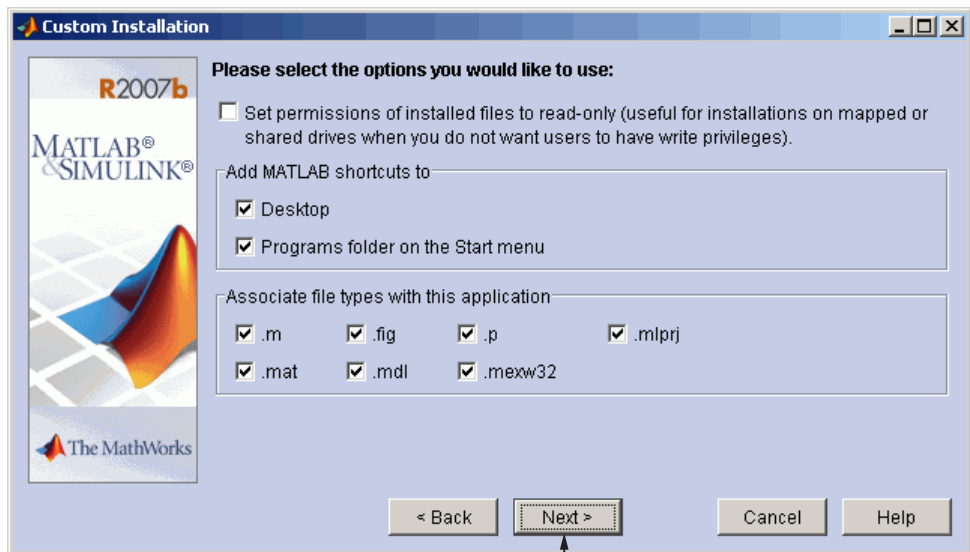 Custom Installation
R2007b
MATLAB®
&SIMULINK®
The MathWorks
Please select the options you would like to use:
Set permissions of installed files to read-only (useful for installations on mapped or
shared drives when you do not want users to have write privileges).
Add MATLAB shortcuts to
Desktop
Programs folder on the Start menu
Associate file types with this application
.m .fig .p .mlprj
.mat .mdl .mexw32
< Back Next > Cancel Help